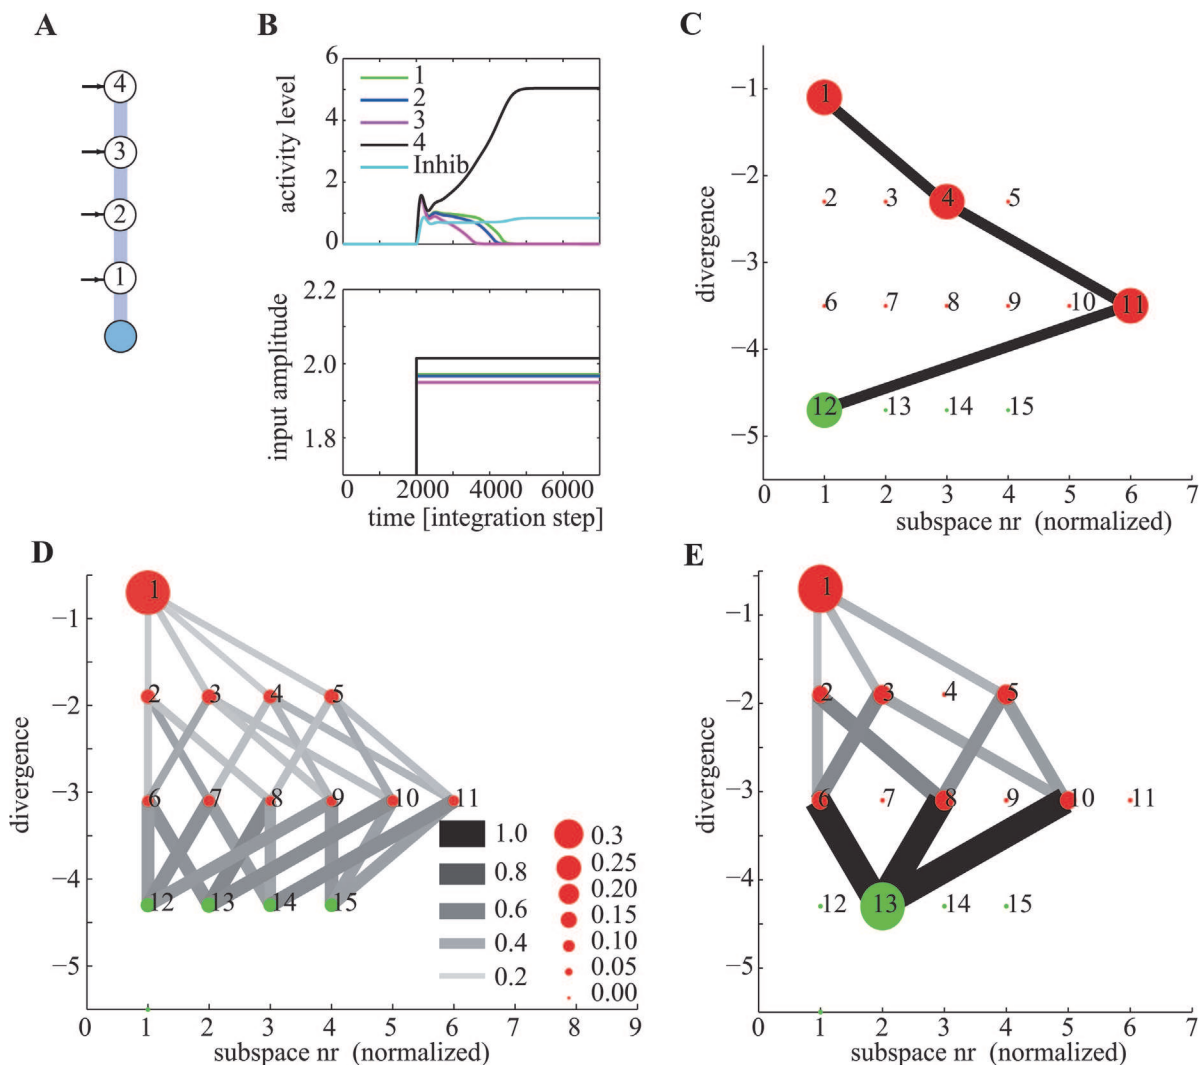 A
4
3
2
1
B
6
4
2
0
activity level
1
2
3
4
Inhib
2.2
2.0
1.8
input amplitude
0 2000 4000 6000
time [integration step]
C
−1
−2
−3
−4
−5
divergence
1
2 3 4 5
6 7 8 9 10 11
12 13 14 15
0 1 2 3 4 5 6 7
subspace nr (normalized)
D
−1
−2
−3
−4
−5
divergence
1
2 3 4 5
6 7 8 9 10 11
12 13 14 15
1.0
0.8
0.6
0.4
0.2
0.3
0.25
0.20
0.15
0.10
0.05
0.00
0 1 2 3 4 5 6 7 8 9
subspace nr (normalized)
E
−1
−2
−3
−4
−5
divergence
1
2 3 4 5
6 7 8 9 10 11
12 13 14 15
0 1 2 3 4 5 6 7
subspace nr (normalized)